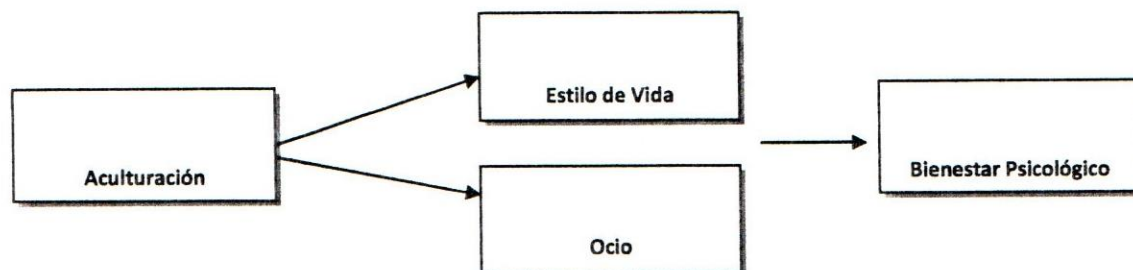 Aculturación
Estilo de Vida
Ocio
Bienestar Psicológico